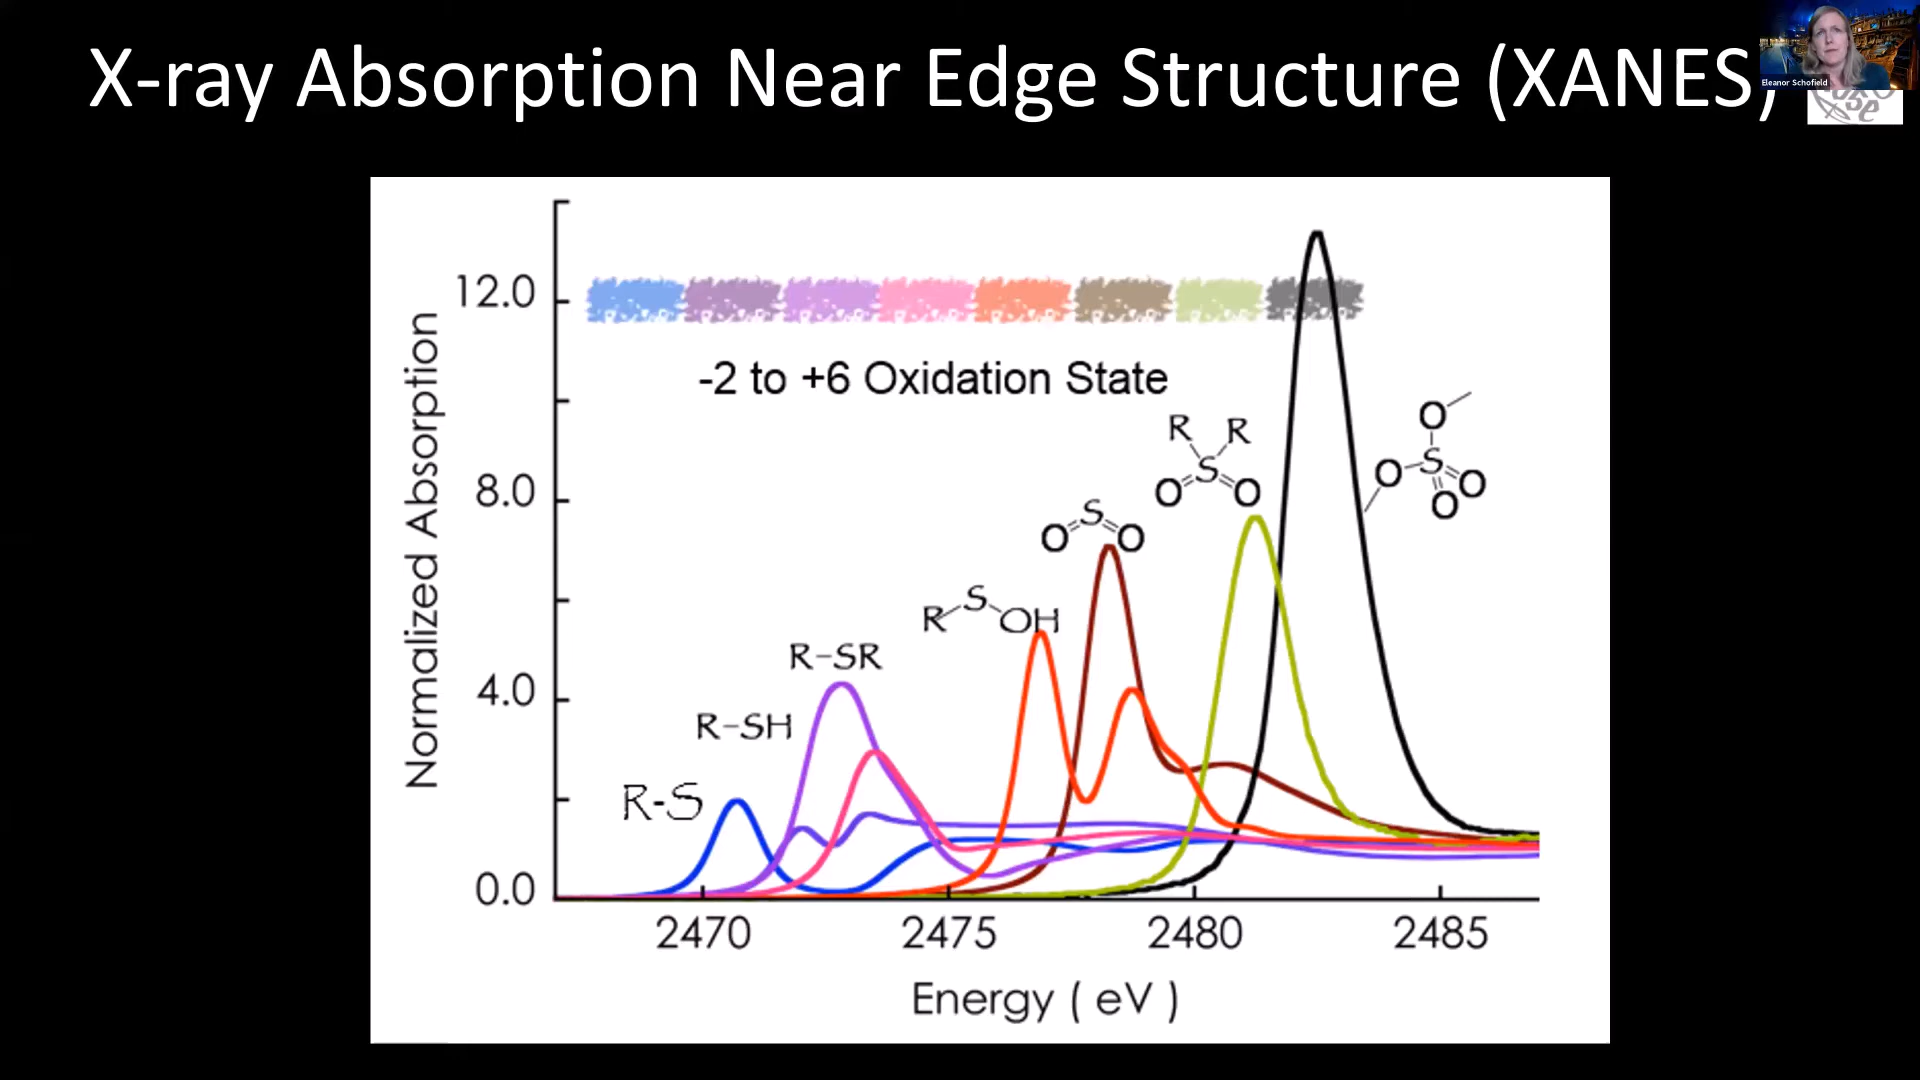 X-ray Absorption Near Edge Structure (XANES)
Eleanor Schofield
12.0
8.0
4.0
0.0
Normalized Absorption
-2 to +6 Oxidation State
R-S
R-SH
R-SR
R S OH
O S O
R R
S
O O
O
O S O
O
2470 2475 2480 2485
Energy ( eV )